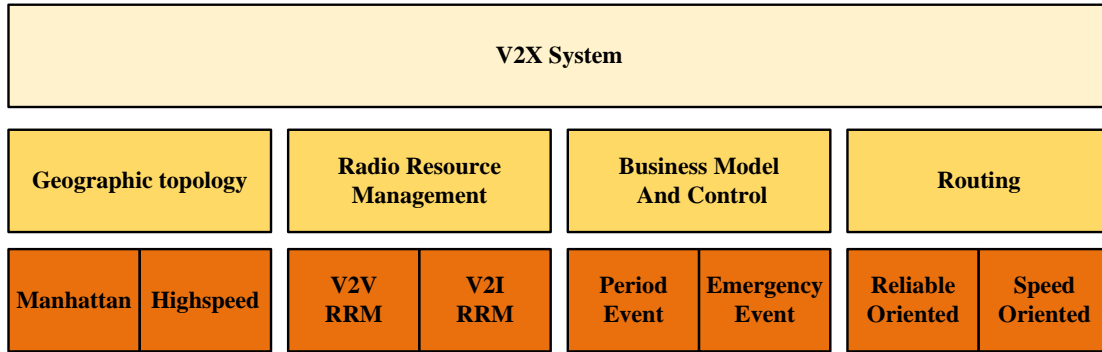 V2X System
Geographic topology
Radio Resource
Management
Business Model
And Control
Routing
Manhattan
Highspeed
V2V
RRM
V2I
RRM
Period
Event
Emergency
Event
Reliable
Oriented
Speed
Oriented